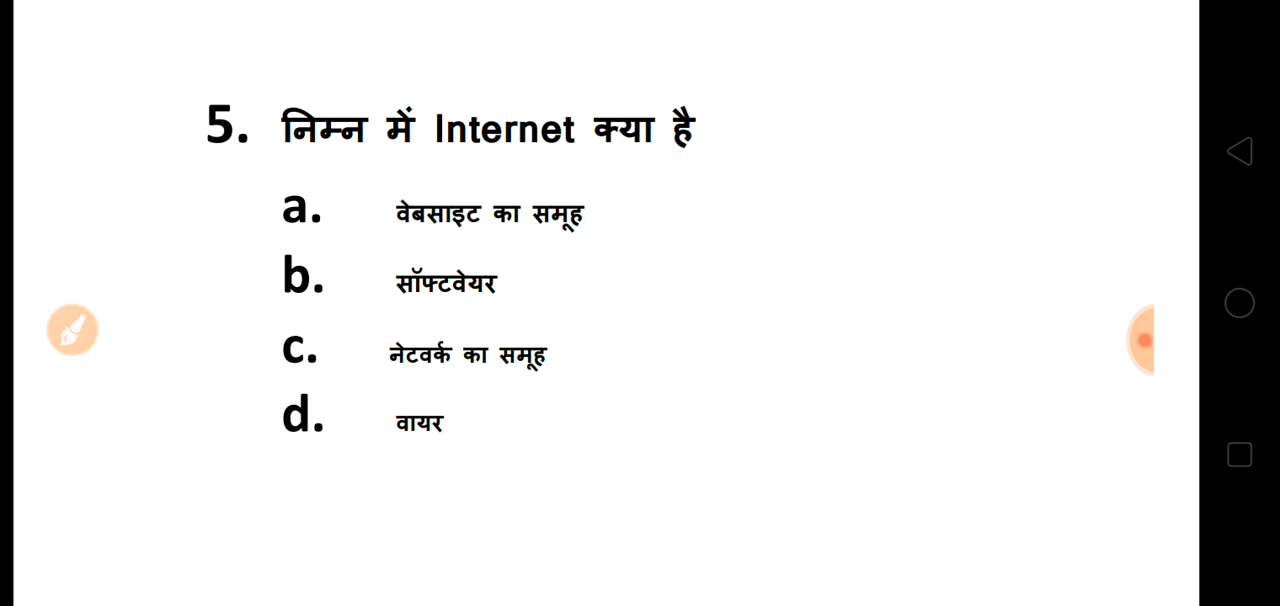 5. निम्न में Internet क्या है
a. वेबसाइट का समूह
b. सॉफ्टवेयर
c. नेटवर्क का समूह
d. वायर